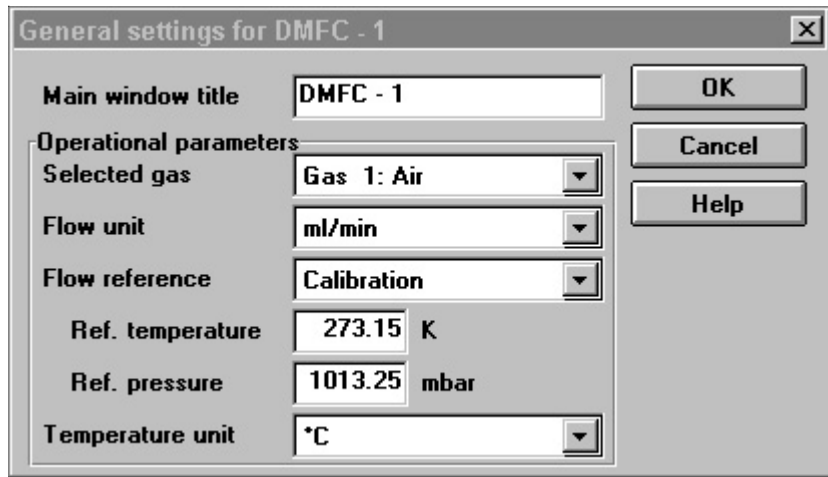 General settings for DMFC - 1
Main window title DMFC - 1 OK
Operational parameters Cancel
Selected gas Gas 1: Air
Help
Flow unit ml/min
Flow reference Calibration
Ref. temperature 273.15 K
Ref. pressure 1013.25 mbar
Temperature unit °C